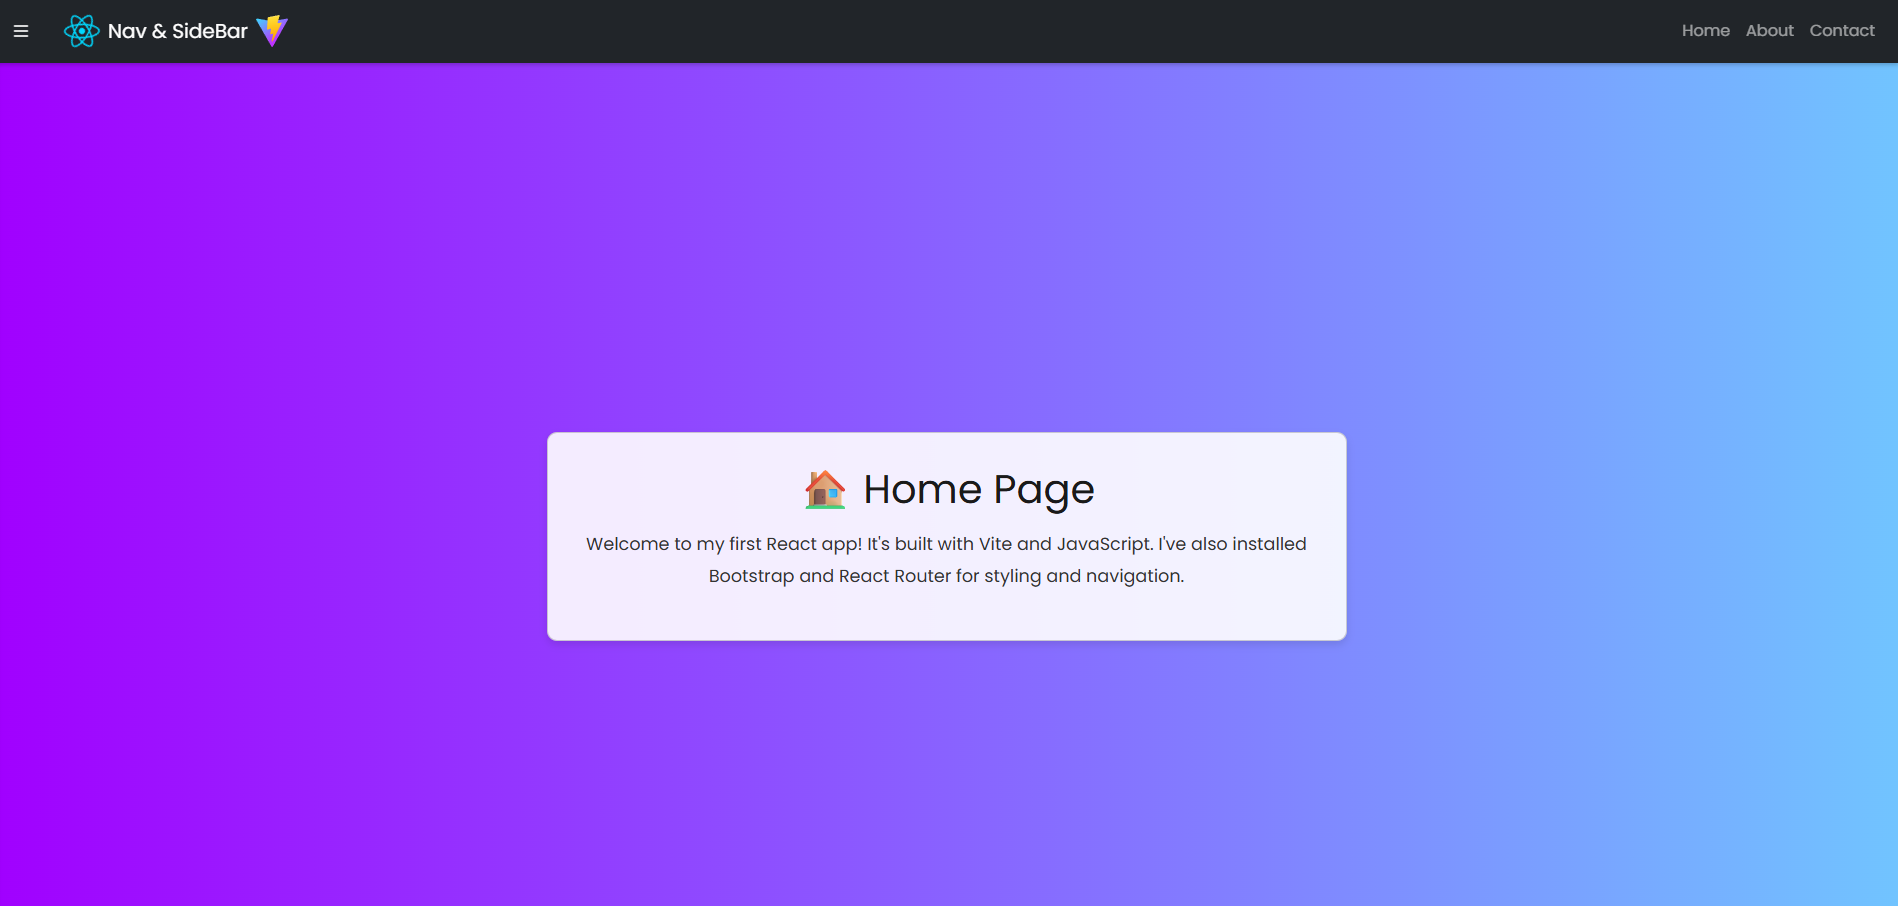 Nav & SideBar
Home
About
Contact
Home Page
Welcome to my first React app! It's built with Vite and JavaScript. I've also installed
Bootstrap and React Router for styling and navigation.